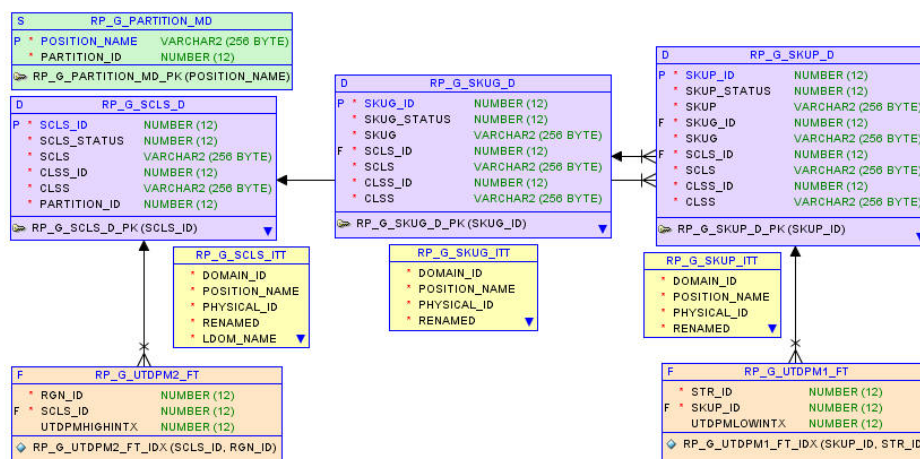 S RP_G_PARTITION_MD
P * POSITION_NAME VARCHAR2 (256 BYTE)
* PARTITION_ID NUMBER (12)
RP_G_PARTITION_MD_PK (POSITION_NAME)
D RP_G_SCLS_D
P * SCLS_ID NUMBER (12)
* SCLS_STATUS NUMBER (12)
* SCLS VARCHAR2 (256 BYTE)
* CLSS_ID NUMBER (12)
* CLSS VARCHAR2 (256 BYTE)
* PARTITION_ID NUMBER (12)
RP_G_SCLS_D_PK (SCLS_ID)
D RP_G_SKUG_D
P * SKUG_ID NUMBER (12)
* SKUG_STATUS NUMBER (12)
* SKUG VARCHAR2 (256 BYTE)
F * SCLS_ID NUMBER (12)
* SCLS VARCHAR2 (256 BYTE)
* CLSS_ID NUMBER (12)
* CLSS VARCHAR2 (256 BYTE)
RP_G_SKUG_D_PK (SKUG_ID)
D RP_G_SKUP_D
P * SKUP_ID NUMBER (12)
* SKUP_STATUS NUMBER (12)
* SKUP VARCHAR2 (256 BYTE)
F * SKUG_ID NUMBER (12)
* SKUG VARCHAR2 (256 BYTE)
F * SCLS_ID NUMBER (12)
* SCLS VARCHAR2 (256 BYTE)
* CLSS_ID NUMBER (12)
* CLSS VARCHAR2 (256 BYTE)
RP_G_SKUP_D_PK (SKUP_ID)
RP_G_SCLS_ITT
* DOMAIN_ID
* POSITION_NAME
* PHYSICAL_ID
* RENAMED
* LDOM_NAME
RP_G_SKUG_ITT
* DOMAIN_ID
* POSITION_NAME
* PHYSICAL_ID
* RENAMED
RP_G_SKUP_ITT
* DOMAIN_ID
* POSITION_NAME
* PHYSICAL_ID
* RENAMED
F RP_G_UTDPM2_FT
* RGN_ID NUMBER (12)
F * SCLS_ID NUMBER (12)
UTDPMHIGHINTX NUMBER (12)
RP_G_UTDPM2_FT_IDX (SCLS_ID, RGN_ID)
F RP_G_UTDPM1_FT
* STR_ID NUMBER (12)
F * SKUP_ID NUMBER (12)
UTDPMLOWINTX NUMBER (12)
RP_G_UTDPM1_FT_IDX (SKUP_ID, STR_ID